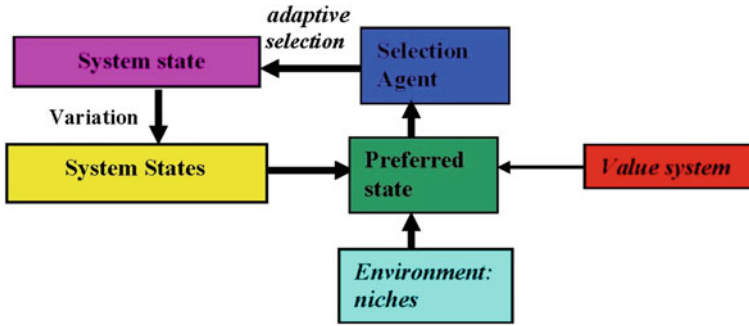 adaptive
selection
System state
Selection
Agent
Variation
System States
Preferred
state
Value system
Environment:
niches